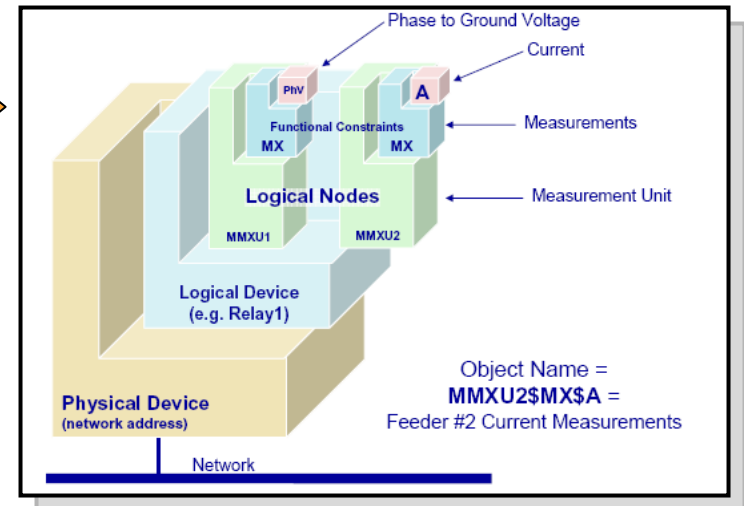 Phase to Ground Voltage
Current
PhV
A
Functional Constraints
MX
MX
Measurements
Logical Nodes
Measurement Unit
MMXU1
MMXU2
Logical Device
(e.g. Relay1)
Object Name =
MMXU2$MX$A =
Feeder #2 Current Measurements
Physical Device
(network address)
Network